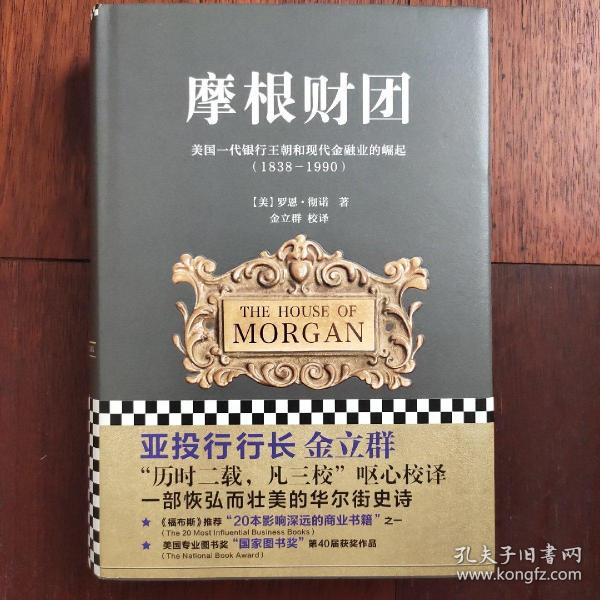 摩根财团
美国一代银行王朝和现代金融业的崛起
（1838－1990）
［美］罗恩·彻诺 著
金立群 校译
THE HOUSE OF
MORGAN
亚投行行长 金立群
“历时二载，凡三校”呕心校译
一部恢弘而壮美的华尔街史诗
★ 《福布斯》推荐“20本影响深远的商业书籍”之一
(The 20 Most Influential Business Books)
★ 美国专业图书奖“国家图书奖”第40届获奖作品
(The National Book Award)
孔夫子旧书网
www.kongfz.com